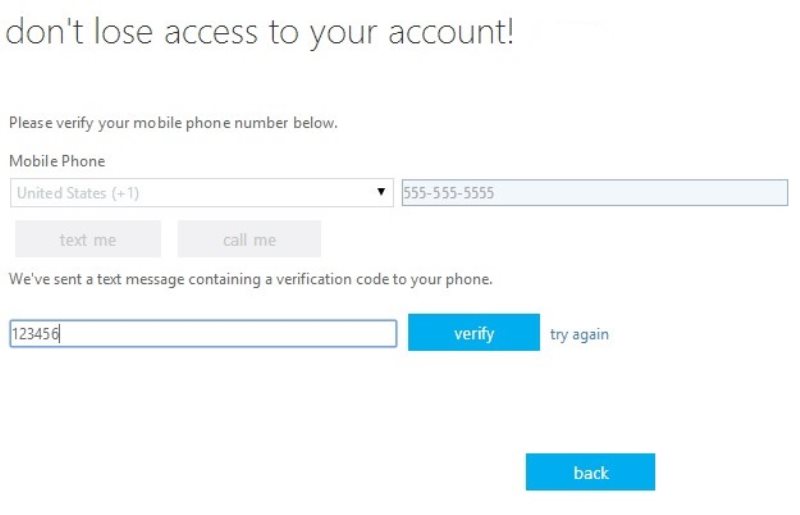 don't lose access to your account!
Please verify your mobile phone number below.
Mobile Phone
United States (+1) 555-555-5555
text me call me
We've sent a text message containing a verification code to your phone.
123456 verify try again
back